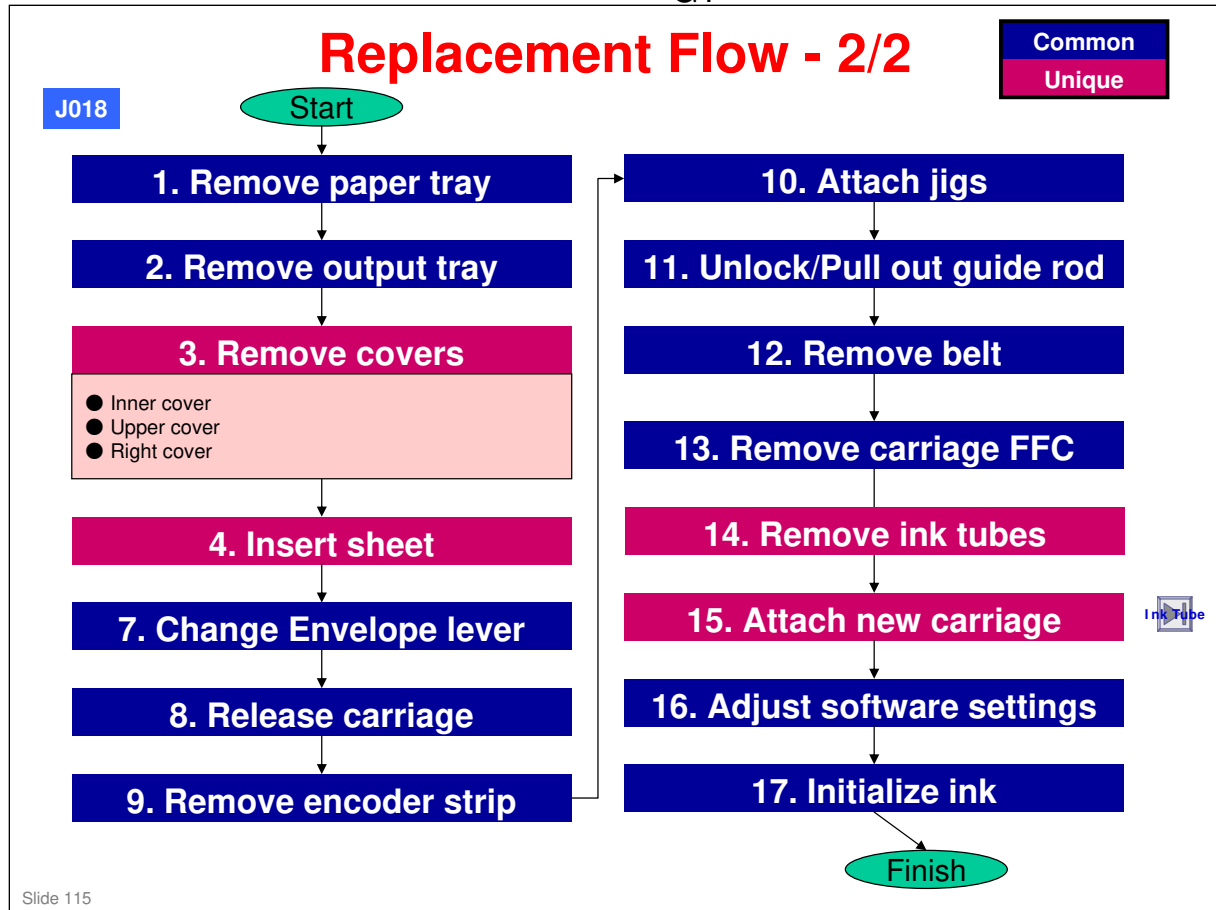 Replacement Flow - 2/2
Common
Unique
J018
Start
1. Remove paper tray
2. Remove output tray
3. Remove covers
● Inner cover
● Upper cover
● Right cover
4. Insert sheet
7. Change Envelope lever
8. Release carriage
9. Remove encoder strip
10. Attach jigs
11. Unlock/Pull out guide rod
12. Remove belt
13. Remove carriage FFC
14. Remove ink tubes
15. Attach new carriage
Ink Tube
16. Adjust software settings
17. Initialize ink
Finish
Slide 115